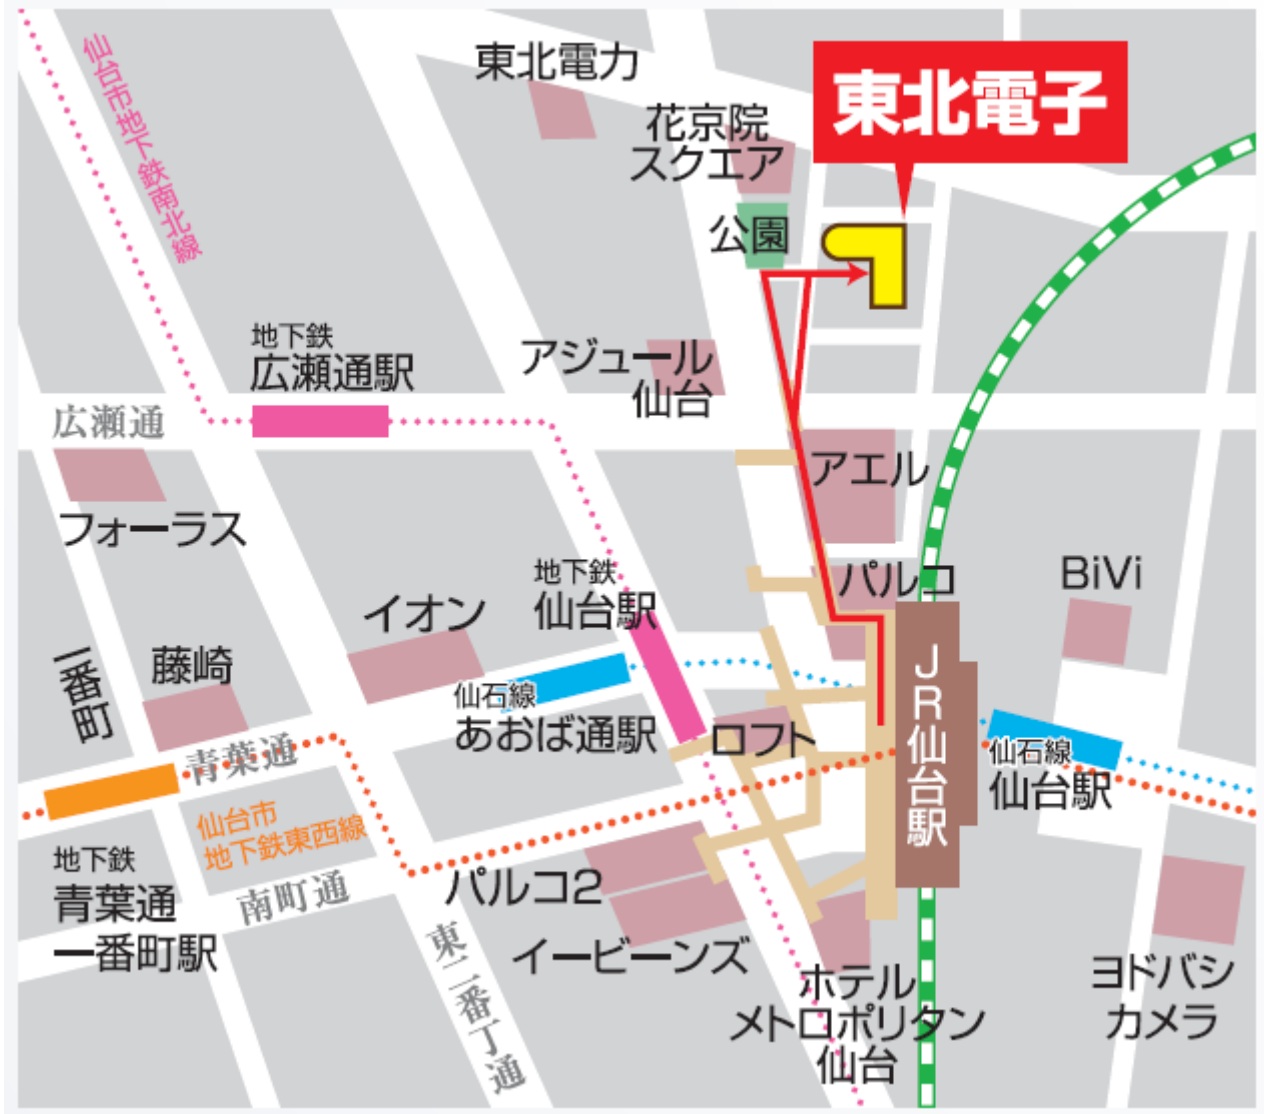 東北電力
東北電子
仙台市地下鉄南北線
花京院
スクエア
公園
地下鉄
広瀬通駅
アジュール
仙台
広瀬通
アエル
フォーラス
地下鉄
仙台駅
パルコ
BiVi
イオン
一番町
藤崎
仙石線
あおば通駅
JR仙台駅
ロフト
仙石線
仙台駅
青葉通
仙台市
地下鉄東西線
地下鉄
青葉通
一番町駅
南町通
パルコ2
東二番丁通
イービーンズ
ホテル
メトロポリタン
仙台
ヨドバシ
カメラ